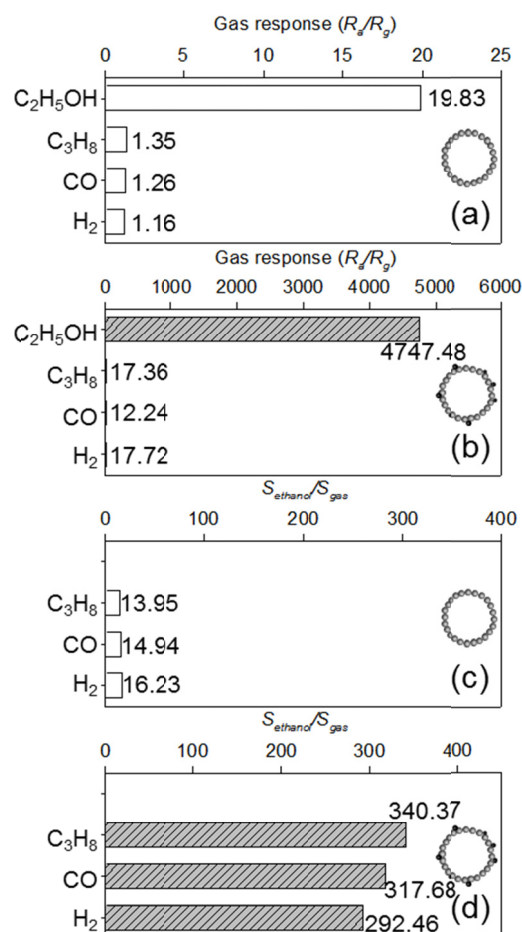 Gas response (Ra/Rg)
0 5 10 15 20 25
C2H5OH 19.83
C3H8 1.35
CO 1.26
H2 1.16
(a)
Gas response (Ra/Rg)
0 1000 2000 3000 4000 5000 6000
C2H5OH 4747.48
C3H8 17.36
CO 12.24
H2 17.72
(b)
Sethanol/Sgas
0 100 200 300 400
C3H8 13.95
CO 14.94
H2 16.23
(c)
Sethanol/Sgas
0 100 200 300 400
C3H8 340.37
CO 317.68
H2 292.46
(d)